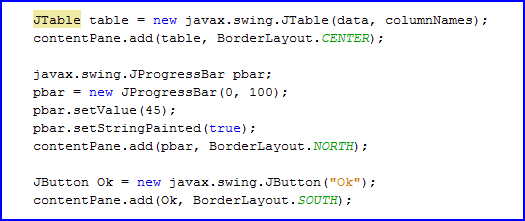 JTable table = new javax.swing.JTable(data, columnNames);
contentPane.add(table, BorderLayout.CENTER);
javax.swing.JProgressBar pbar;
pbar = new JProgressBar(0, 100);
pbar.setValue(45);
pbar.setStringPainted(true);
contentPane.add(pbar, BorderLayout.NORTH);
JButton Ok = new javax.swing.JButton("Ok");
contentPane.add(Ok, BorderLayout.SOUTH);